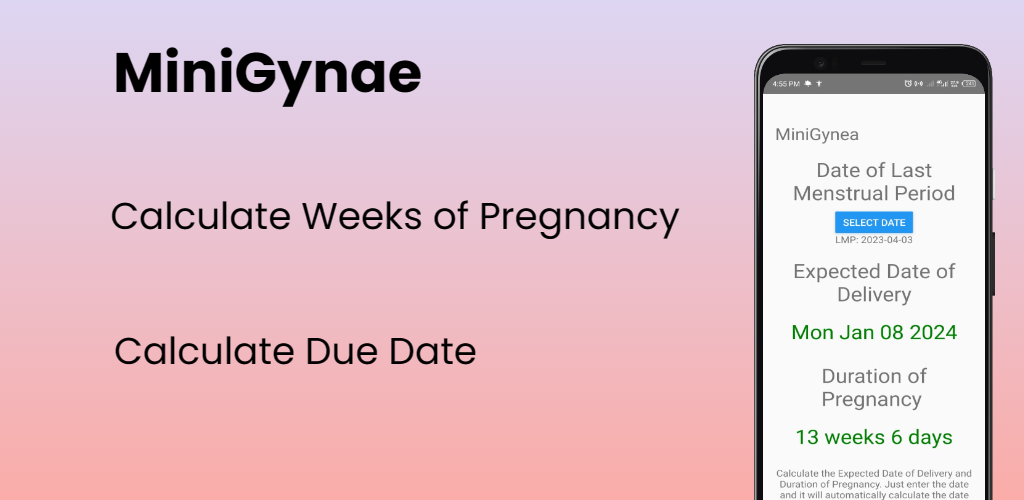 MiniGynae
Calculate Weeks of Pregnancy
Calculate Due Date
4:55 PM
MiniGynea
Date of Last
Menstrual Period
SELECT DATE
LMP: 2023-04-03
Expected Date of
Delivery
Mon Jan 08 2024
Duration of
Pregnancy
13 weeks 6 days
Calculate the Expected Date of Delivery and
Duration of Pregnancy. Just enter the date
and it will automatically calculate the date